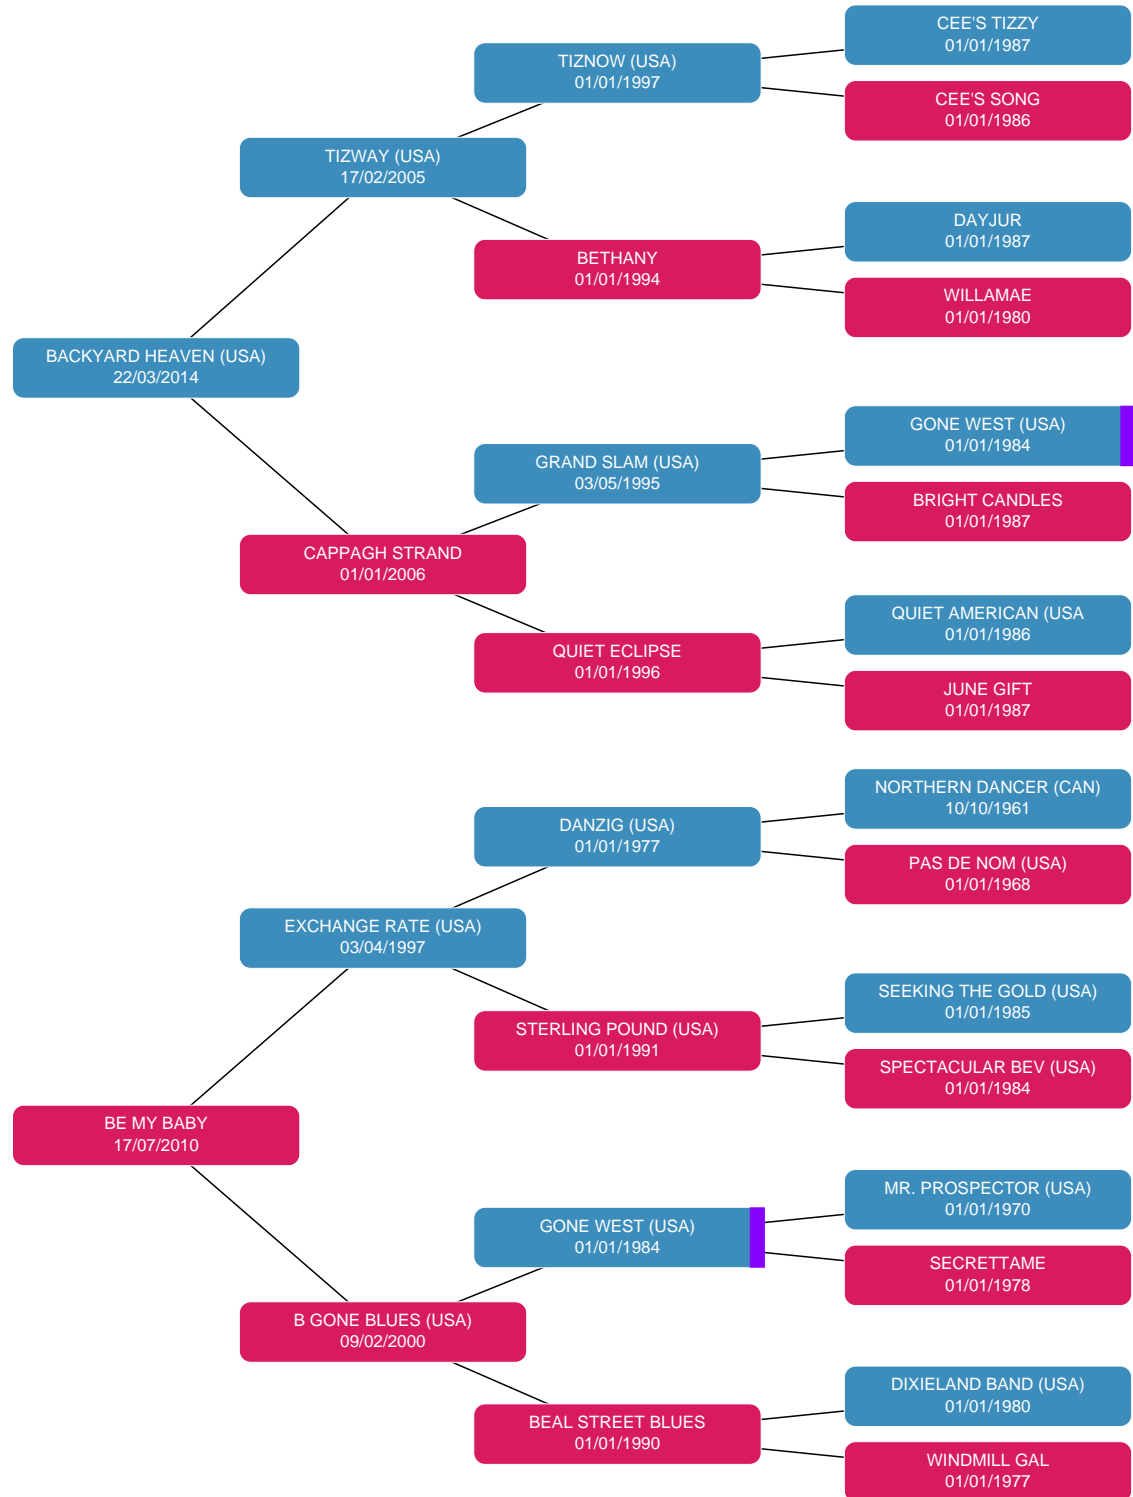 CEE'S TIZZY
01/01/1987
TIZNOW (USA)
01/01/1997
CEE'S SONG
01/01/1986
TIZWAY (USA)
17/02/2005
DAYJUR
01/01/1987
BETHANY
01/01/1994
WILLAMAE
01/01/1980
BACKYARD HEAVEN (USA)
22/03/2014
GONE WEST (USA)
01/01/1984
GRAND SLAM (USA)
03/05/1995
BRIGHT CANDLES
01/01/1987
CAPPAGH STRAND
01/01/2006
QUIET AMERICAN (USA
01/01/1986
QUIET ECLIPSE
01/01/1996
JUNE GIFT
01/01/1987
NORTHERN DANCER (CAN)
10/10/1961
DANZIG (USA)
01/01/1977
PAS DE NOM (USA)
01/01/1968
EXCHANGE RATE (USA)
03/04/1997
SEEKING THE GOLD (USA)
01/01/1985
STERLING POUND (USA)
01/01/1991
SPECTACULAR BEV (USA)
01/01/1984
BE MY BABY
17/07/2010
MR. PROSPECTOR (USA)
01/01/1970
GONE WEST (USA)
01/01/1984
SECRETTAME
01/01/1978
B GONE BLUES (USA)
09/02/2000
DIXIELAND BAND (USA)
01/01/1980
BEAL STREET BLUES
01/01/1990
WINDMILL GAL
01/01/1977